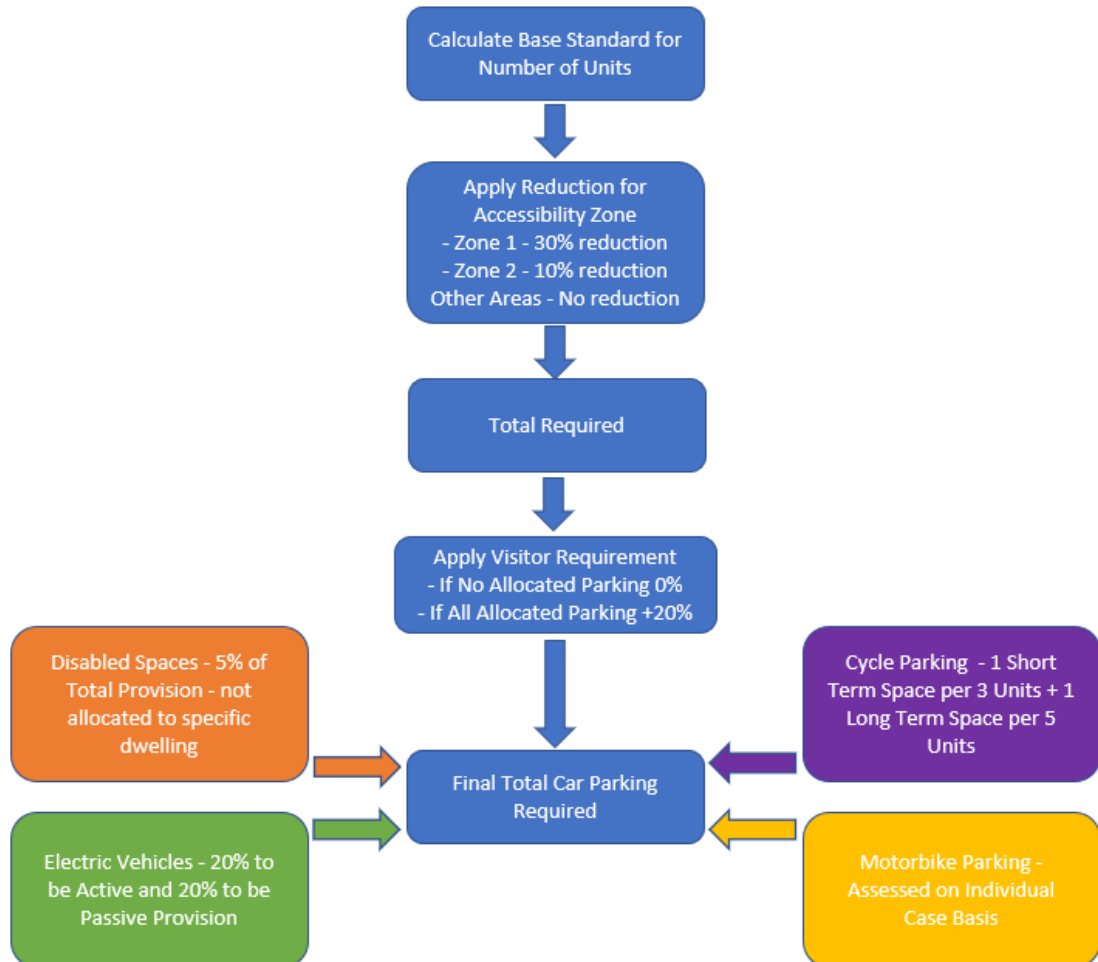 Calculate Base Standard for
Number of Units
Apply Reduction for
Accessibility Zone
- Zone 1 - 30% reduction
- Zone 2 - 10% reduction
Other Areas - No reduction
Total Required
Apply Visitor Requirement
- If No Allocated Parking 0%
- If All Allocated Parking +20%
Disabled Spaces - 5% of
Total Provision - not
allocated to specific
dwelling
Cycle Parking  - 1 Short
Term Space per 3 Units + 1
Long Term Space per 5
Units
Final Total Car Parking
Required
Electric Vehicles - 20% to
be Active and 20% to be
Passive Provision
Motorbike Parking -
Assessed on Individual
Case Basis